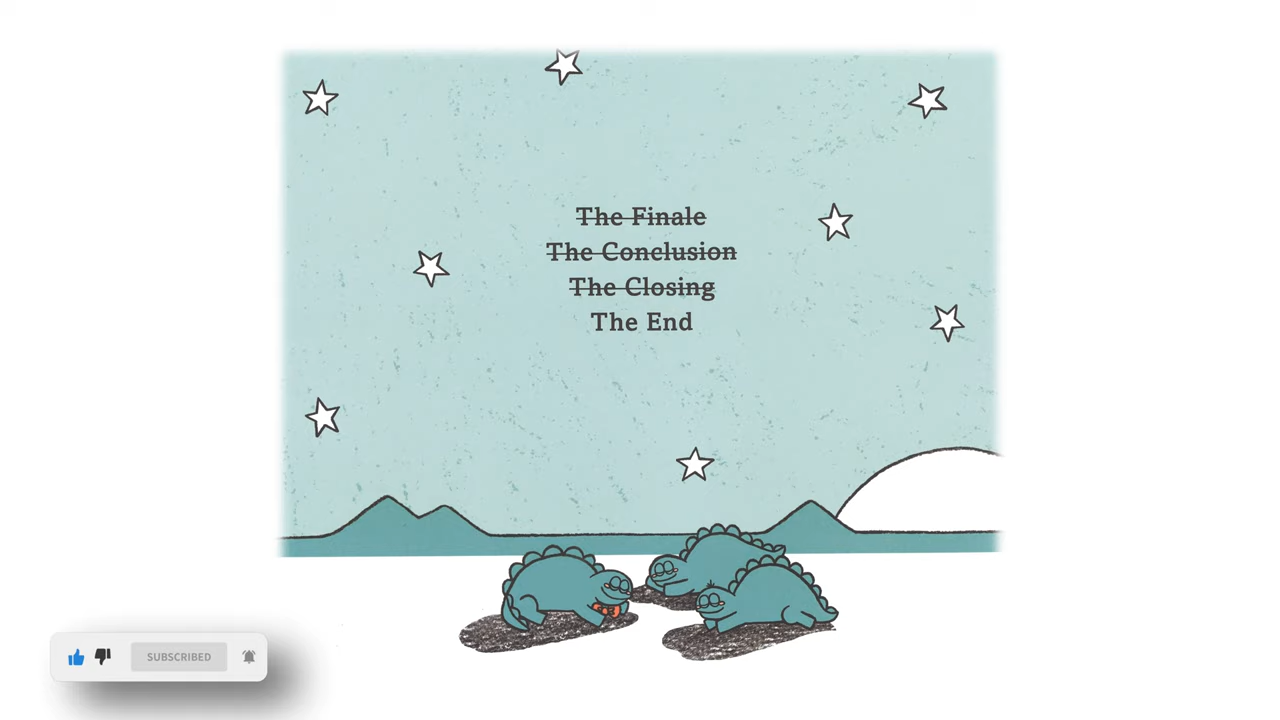 The Finale
The Conclusion
The Closing
The End
SUBSCRIBED